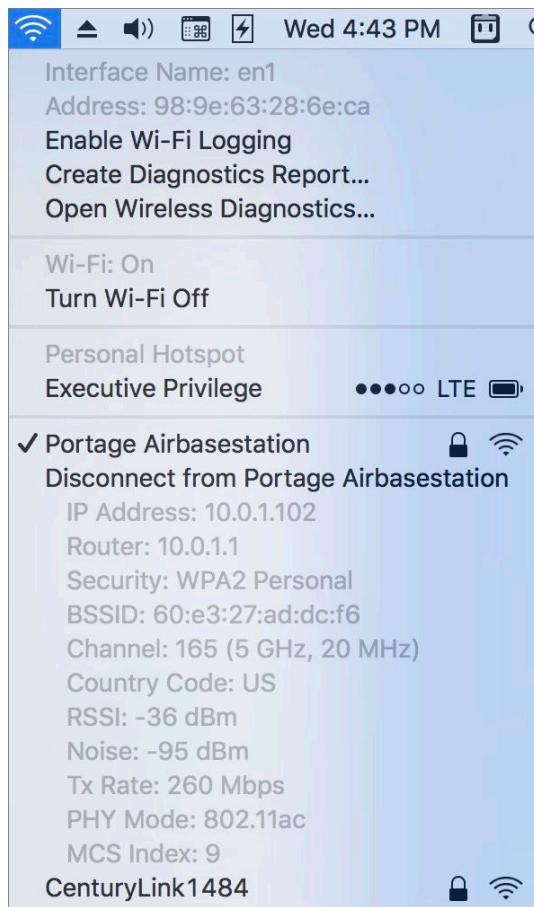 Wed 4:43 PM
Interface Name: en1
Address: 98:9e:63:28:6e:ca
Enable Wi-Fi Logging
Create Diagnostics Report...
Open Wireless Diagnostics...
Wi-Fi: On
Turn Wi-Fi Off
Personal Hotspot
Executive Privilege LTE
Portage Airbasestation
Disconnect from Portage Airbasestation
IP Address: 10.0.1.102
Router: 10.0.1.1
Security: WPA2 Personal
BSSID: 60:e3:27:ad:dc:f6
Channel: 165 (5 GHz, 20 MHz)
Country Code: US
RSSI: -36 dBm
Noise: -95 dBm
Tx Rate: 260 Mbps
PHY Mode: 802.11ac
MCS Index: 9
CenturyLink1484